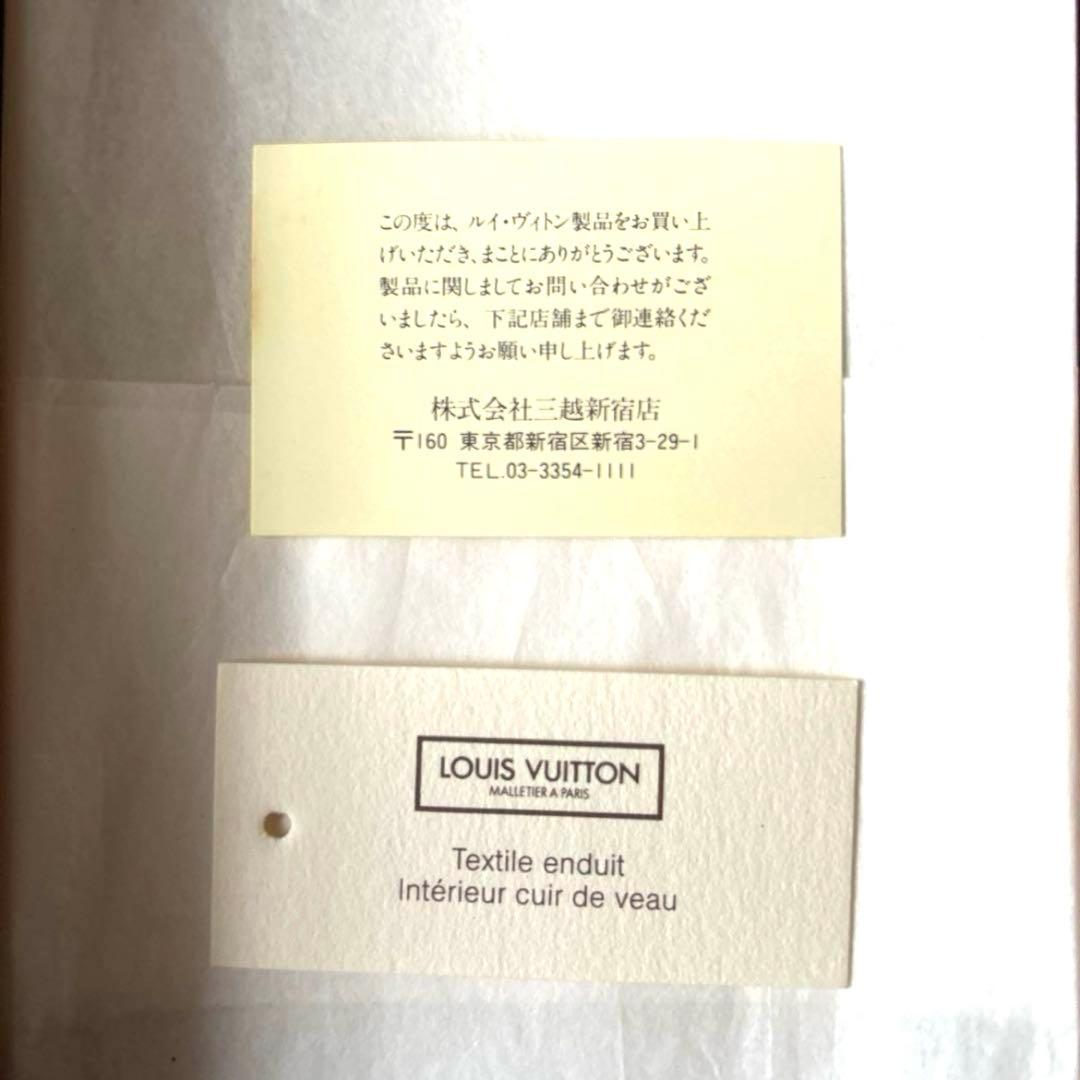 この度は、ルイ・ヴィトン製品をお買い上
げいただき、まことにありがとうございます。
製品に関しましてお問い合わせがござ
いましたら、下記店舗まで御連絡くだ
さいますようお願い申し上げます。
株式会社三越新宿店
〒160 東京都新宿区新宿3-29-1
TEL.03-3354-1111
LOUIS VUITTON
MALLETIER A PARIS
Textile enduit
Intérieur cuir de veau